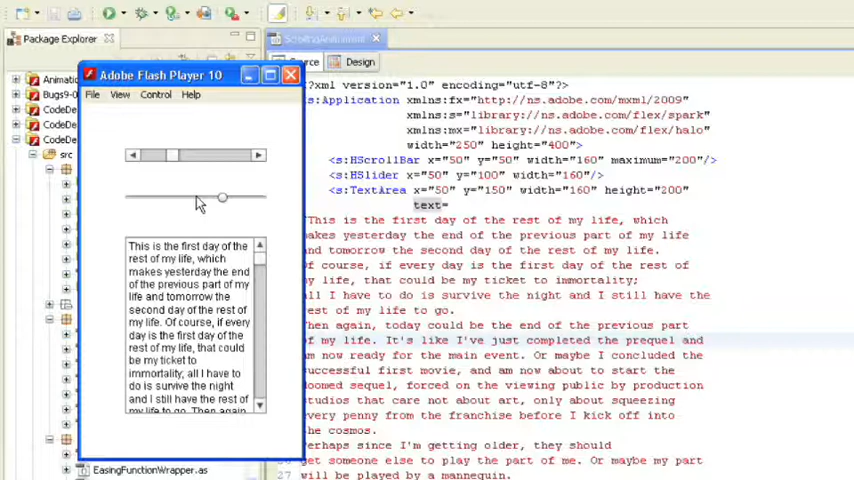 Package Explorer
ScrollingAnim
Source
Design
Adobe Flash Player 10
File View Control Help
Animatio
Bugs9-0
CodeDe
CodeDe
CodeDe
src
This is the first day of the
rest of my life, which
makes yesterday the end
of the previous part of my
life and tomorrow the
second day of the rest of
my life. Of course, if every
day is the first day of the
rest of my life, that could
be my ticket to
immortality; all I have to
do is survive the night
and I still have the rest of
my life to go. Then again
EasingFunctionWrapper.as
?xml version="1.0" encoding="utf-8"?>
s:Application xmlns:fx="http://ns.adobe.com/mxml/2009"
xmlns:s="library://ns.adobe.com/flex/spark"
xmlns:mx="library://ns.adobe.com/flex/halo"
width="250" height="400">
<s:HScrollBar x="50" y="50" width="160" maximum="200"/>
<s:HSlider x="50" y="100" width="160"/>
<s:TextArea x="50" y="150" width="160" height="200"
text=
"This is the first day of the rest of my life, which
makes yesterday the end of the previous part of my life
and tomorrow the second day of the rest of my life.
Of course, if every day is the first day of the rest of
my life, that could be my ticket to immortality;
all I have to do is survive the night and I still have the
rest of my life to go.
Then again, today could be the end of the previous part
of my life. It's like I've just completed the prequel and
am now ready for the main event. Or maybe I concluded the
successful first movie, and am now about to start the
doomed sequel, forced on the viewing public by production
studios that care not about art, only about squeezing
every penny from the franchise before I kick off into
the cosmos.
Perhaps since I'm getting older, they should
get someone else to play the part of me. Or maybe my part
27 will be played by a mannequin.